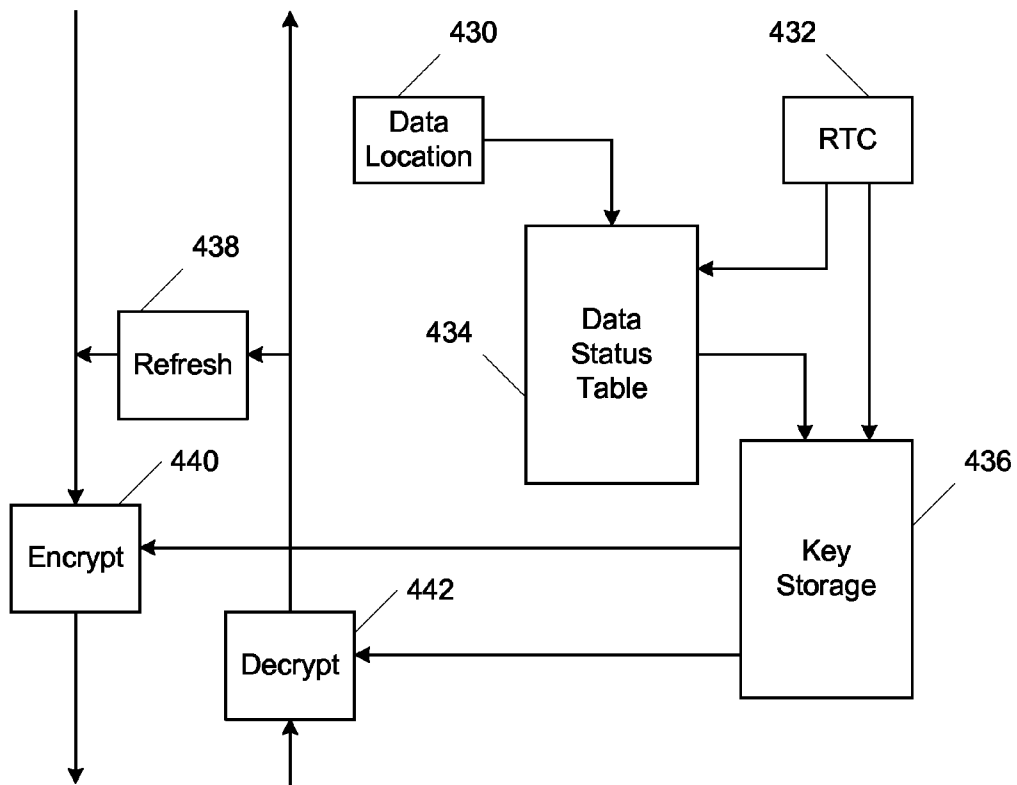 430
432
Data
Location
RTC
438
Refresh
434
Data
Status
Table
440
Encrypt
436
Key
Storage
442
Decrypt